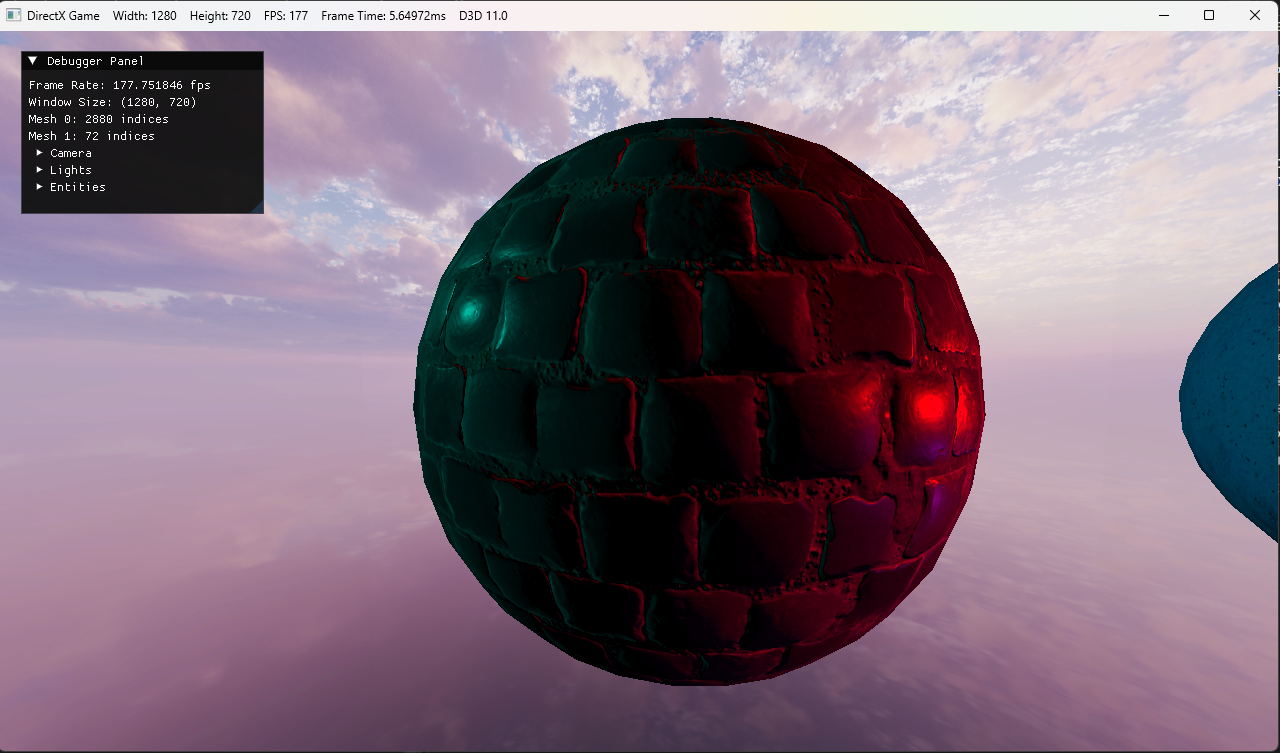 DirectX Game Width: 1280 Height: 720 FPS: 177 Frame Time: 5.64972ms D3D 11.0
Debugger Panel
Frame Rate: 177.751846 fps
Window Size: (1280, 720)
Mesh 0: 2880 indices
Mesh 1: 72 indices
Camera
Lights
Entities